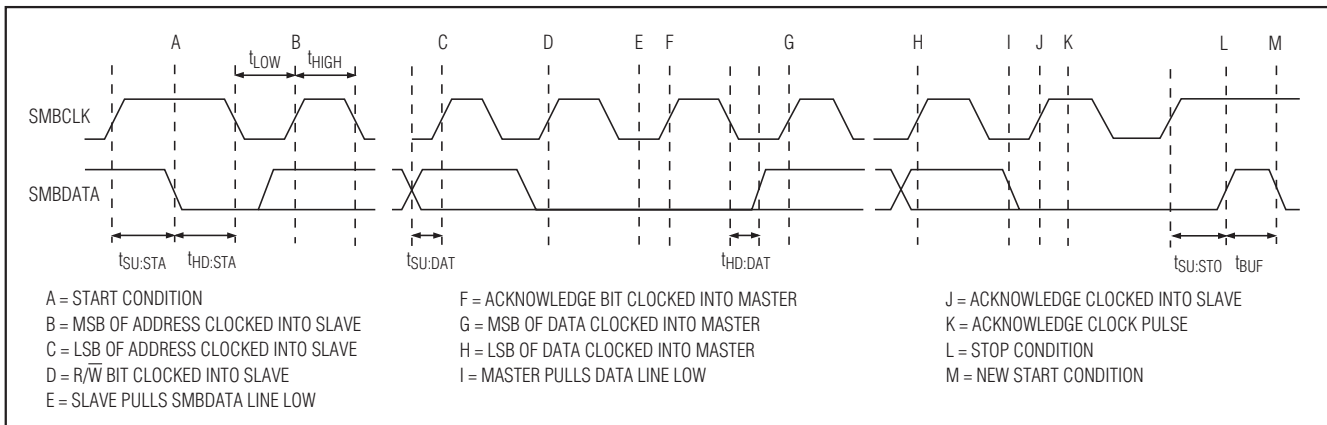 A B C D E F G H I J K L M
tLOW tHIGH
SMBCLK
SMBDATA
tSU:STA tHD:STA tSU:DAT tHD:DAT tSU:STO tBUF
A = START CONDITION
B = MSB OF ADDRESS CLOCKED INTO SLAVE
C = LSB OF ADDRESS CLOCKED INTO SLAVE
D = R/W̅ BIT CLOCKED INTO SLAVE
E = SLAVE PULLS SMBDATA LINE LOW
F = ACKNOWLEDGE BIT CLOCKED INTO MASTER
G = MSB OF DATA CLOCKED INTO MASTER
H = LSB OF DATA CLOCKED INTO MASTER
I = MASTER PULLS DATA LINE LOW
J = ACKNOWLEDGE CLOCKED INTO SLAVE
K = ACKNOWLEDGE CLOCK PULSE
L = STOP CONDITION
M = NEW START CONDITION